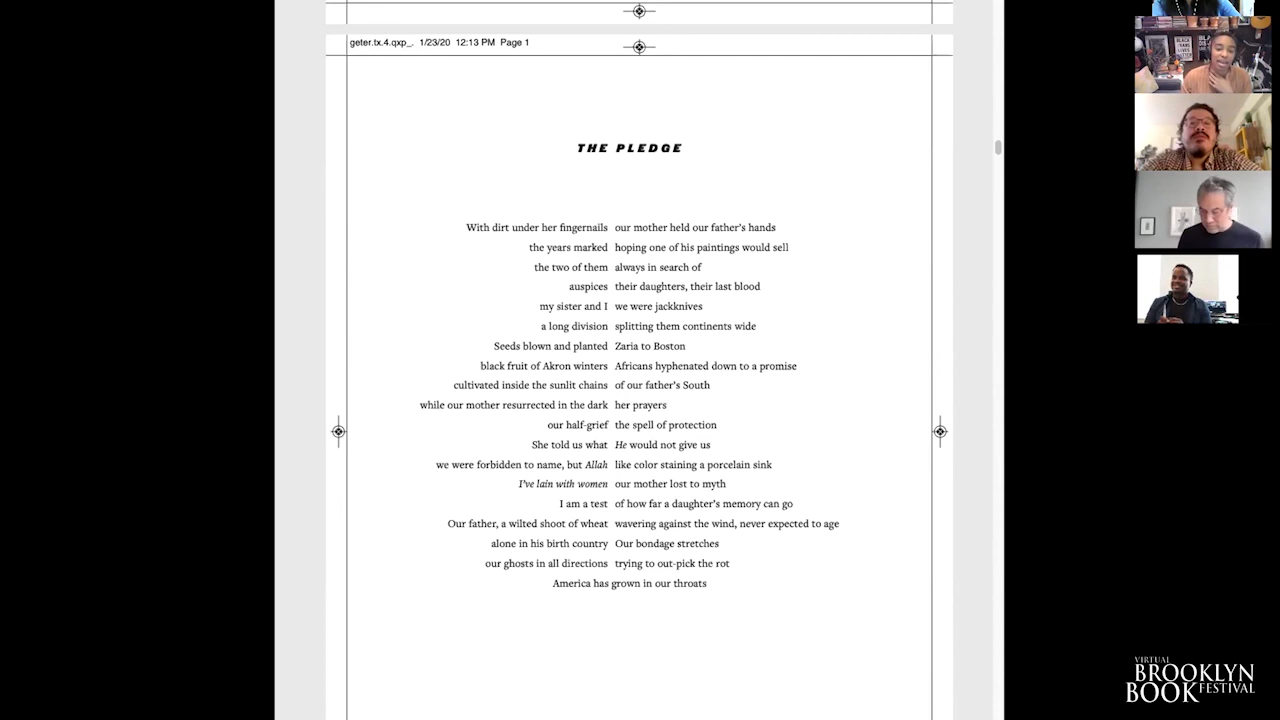 geter.tx.4.qxp_. 1/23/20 12:13 PM Page 1
THE PLEDGE
With dirt under her fingernails our mother held our father's hands
the years marked hoping one of his paintings would sell
the two of them always in search of
auspices their daughters, their last blood
my sister and I we were jackknives
a long division splitting them continents wide
Seeds blown and planted Zaria to Boston
black fruit of Akron winters Africans hyphenated down to a promise
cultivated inside the sunlit chains of our father's South
while our mother resurrected in the dark her prayers
our half-grief the spell of protection
She told us what He would not give us
we were forbidden to name, but Allah like color staining a porcelain sink
I've lain with women our mother lost to myth
I am a test of how far a daughter's memory can go
Our father, a wilted shoot of wheat wavering against the wind, never expected to age
alone in his birth country Our bondage stretches
our ghosts in all directions trying to out-pick the rot
America has grown in our throats
VIRTUAL
BROOKLYN
BOOK FESTIVAL